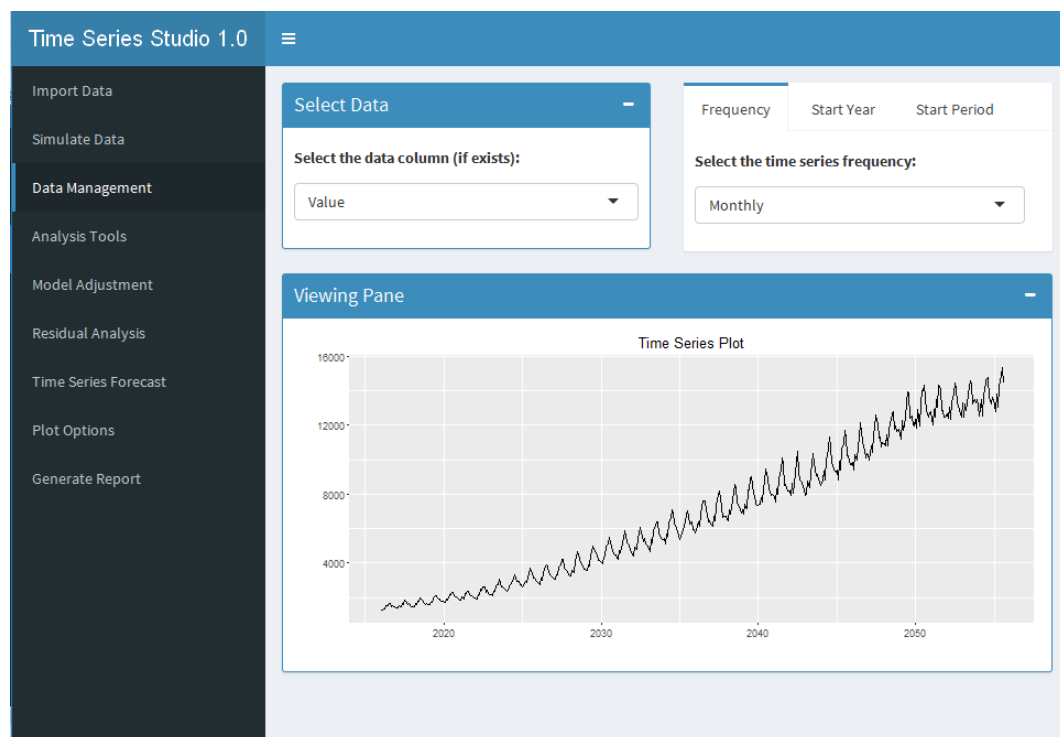 Time Series Studio 1.0
Import Data
Simulate Data
Data Management
Analysis Tools
Model Adjustment
Residual Analysis
Time Series Forecast
Plot Options
Generate Report
Select Data
Select the data column (if exists):
Value
Frequency Start Year Start Period
Select the time series frequency:
Monthly
Viewing Pane
Time Series Plot
16000
12000
8000
4000
2020 2030 2040 2050